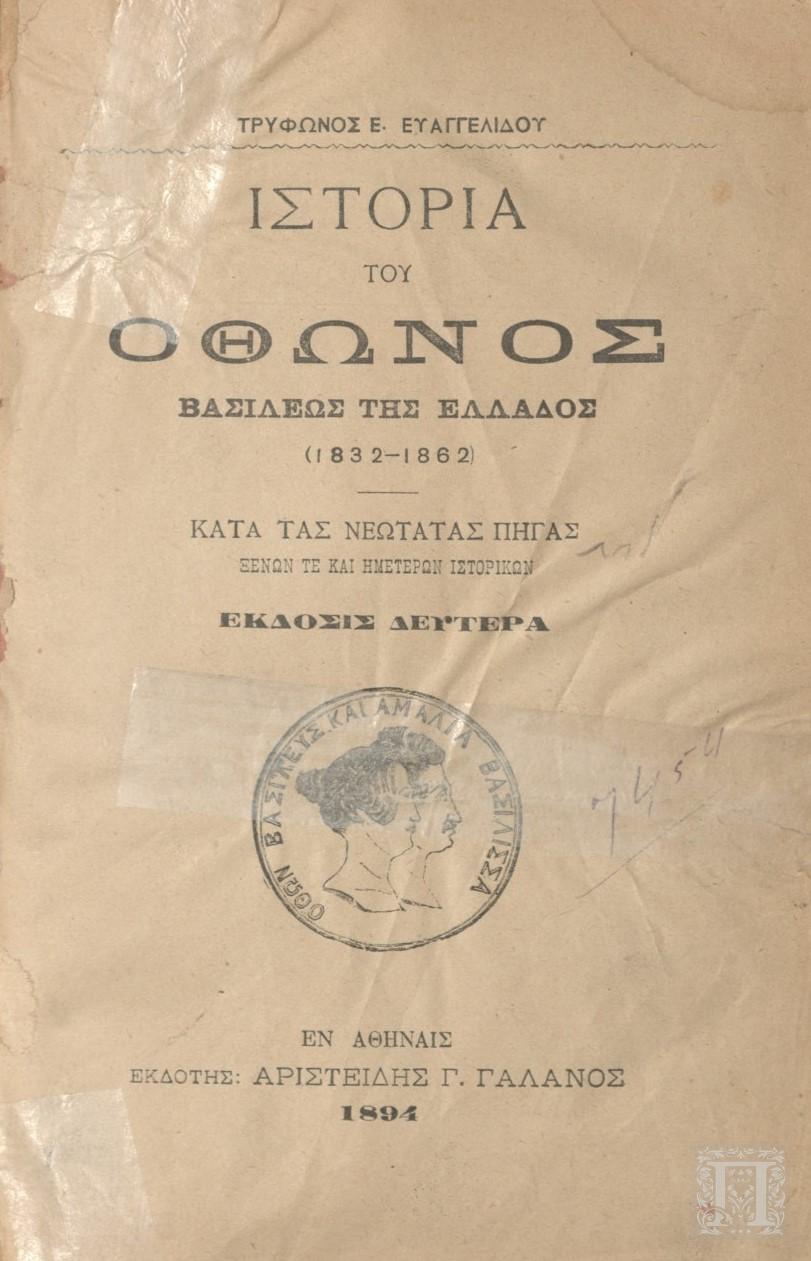 ΤΡΥΦΩΝΟΣ Ε. ΕΥΑΓΓΕΛΙΔΟΥ
ΙΣΤΟΡΙΑ
ΤΟΥ
ΟΘΩΝΟΣ
ΒΑΣΙΛΕΩΣ ΤΗΣ ΕΛΛΑΔΟΣ
(1832–1862)
ΚΑΤΑ ΤΑΣ ΝΕΩΤΑΤΑΣ ΠΗΓΑΣ
ΞΕΝΩΝ ΤΕ ΚΑΙ ΗΜΕΤΕΡΩΝ ΙΣΤΟΡΙΚΩΝ
ΕΚΔΟΣΙΣ ΔΕΥΤΕΡΑ
ΟΘΩΝ ΒΑΣΙΛΕΥΣ ΚΑΙ ΑΜΑΛΙΑ ΒΑΣΙΛΙΣΣΑ
ΕΝ ΑΘΗΝΑΙΣ
ΕΚΔΟΤΗΣ: ΑΡΙΣΤΕΙΔΗΣ Γ. ΓΑΛΑΝΟΣ
1894
Π